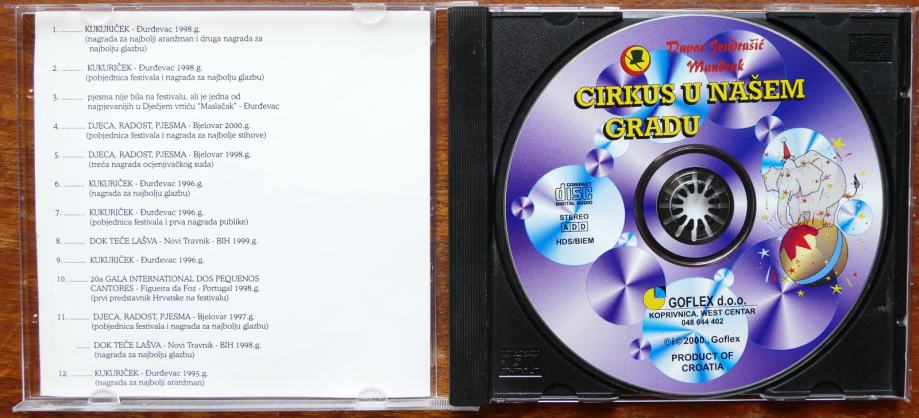 1. .......... KUKURIČEK - Đurđevac 1998.g.
(nagrada za najbolji aranžman i druga nagrada za
najbolju glazbu)
2. .......... KUKURIČEK - Đurđevac 1998.g.
(pobjednica festivala i nagrada za najbolju glazbu)
3. .......... pjesma nije bila na festivalu, ali je jedna od
najpjevanijih u Dječjem vrtiću "Maslačak" - Đurđevac
4. .......... DJECA, RADOST, PJESMA - Bjelovar 2000.g.
(pobjednica festivala i nagrada za najbolje stihove)
5. .......... DJECA, RADOST, PJESMA - Bjelovar 1998.g.
(treća nagrada ocjenjivačkog suda)
6. .......... KUKURIČEK - Đurđevac 1996.g.
(nagrada za najbolju glazbu)
7. .......... KUKURIČEK - Đurđevac 1996.g.
(pobjednica festivala i prva nagrada publike)
8. .......... DOK TEČE LAŠVA - Novi Travnik - BIH 1999.g.
9. .......... KUKURIČEK - Đurđevac 1996.g.
10. ......... 20a GALA INTERNATIONAL DOS PEQUENOS
CANTORES - Figueira da Foz - Portugal 1998.g.
(prvi predstavnik Hrvatske na festivalu)
11. .......... DJECA, RADOST, PJESMA - Bjelovar 1997.g.
(pobjednica festivala i nagrada za najbolju glazbu)
...... DOK TEČE LAŠVA - Novi Travnik - BIH 1998.g.
(nagrada za najbolju glazbu)
12. .......... KUKURIČEK - Đurđevac 1995.g.
(nagrada za najbolji aranžman)
Davor Jendrašić
Mandrak
CIRKUS U NAŠEM
GRADU
COMPACT
disc
DIGITAL AUDIO
STEREO
ADD
HDS/BIEM
GOFLEX d.o.o.
KOPRIVNICA, WEST CENTAR
048 644 402
Ⓟi©2000. Goflex
PRODUCT OF
CROATIA